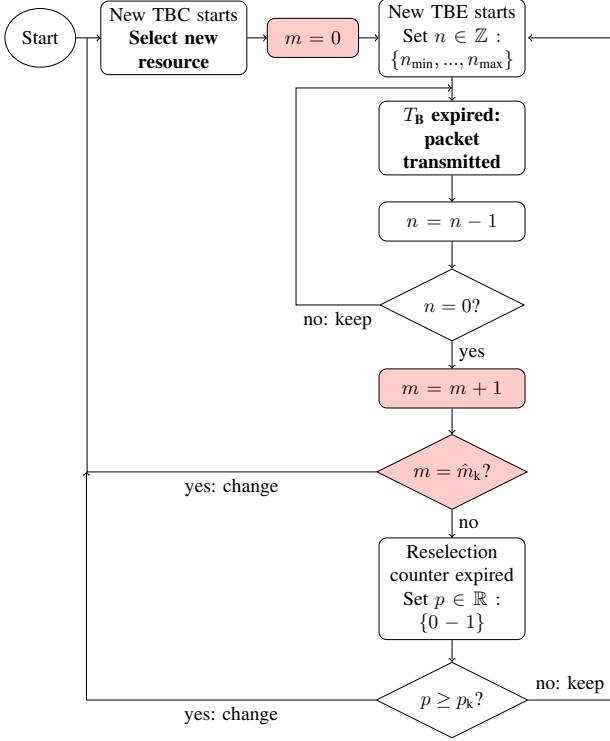 Start
New TBC starts
Select new
resource
m = 0
New TBE starts
Set n ∈ ℤ :
{n_min, ..., n_max}
T_B expired:
packet
transmitted
n = n − 1
n = 0?
no: keep
yes
m = m + 1
m = m̂_k?
yes: change
no
Reselection
counter expired
Set p ∈ ℝ :
{0 − 1}
p ≥ p_k?
no: keep
yes: change